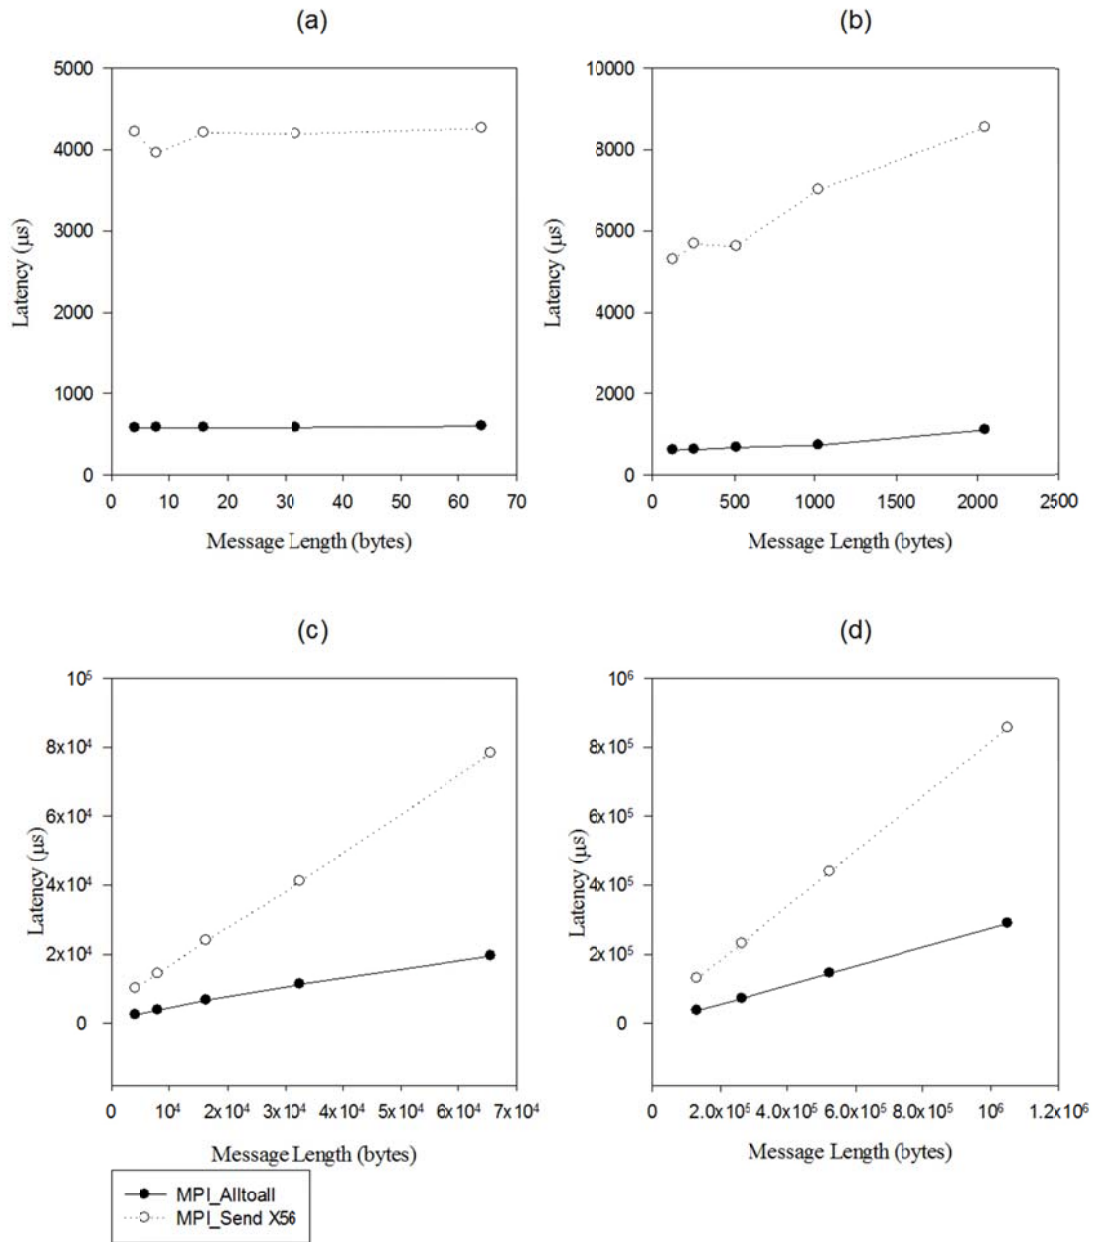 (a)
5000
4000
3000
2000
1000
0
Latency (μs)
0 10 20 30 40 50 60 70
Message Length (bytes)
(b)
10000
8000
6000
4000
2000
0
Latency (μs)
0 500 1000 1500 2000 2500
Message Length (bytes)
(c)
10⁵
8x10⁴
6x10⁴
4x10⁴
2x10⁴
0
Latency (μs)
0 10⁴ 2x10⁴ 3x10⁴ 4x10⁴ 5x10⁴ 6x10⁴ 7x10⁴
Message Length (bytes)
(d)
10⁶
8x10⁵
6x10⁵
4x10⁵
2x10⁵
0
Latency (μs)
0 2.0x10⁵ 4.0x10⁵ 6.0x10⁵ 8.0x10⁵ 10⁶ 1.2x10⁶
Message Length (bytes)
MPI_Alltoall
MPI_Send X56